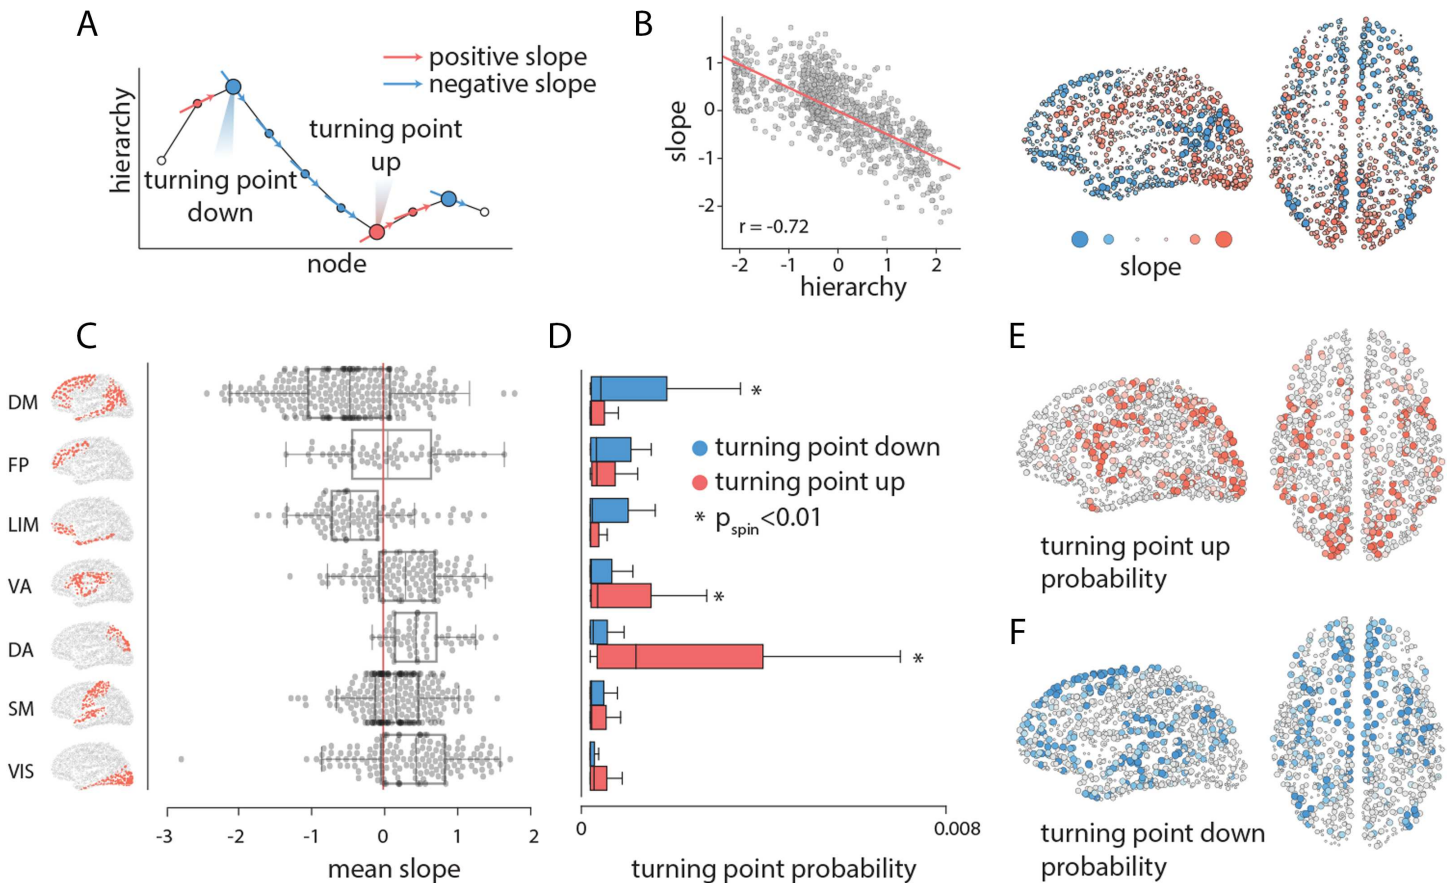 A
positive slope
negative slope
hierarchy
turning point
down
turning point
up
node
B
slope
1
0
-1
-2
r = -0.72
-2
-1
0
1
2
hierarchy
slope
C
DM
FP
LIM
VA
DA
SM
VIS
-3
-2
-1
0
1
2
mean slope
D
*
turning point down
turning point up
* pspin<0.01
*
*
0
0.008
turning point probability
E
turning point up
probability
F
turning point down
probability